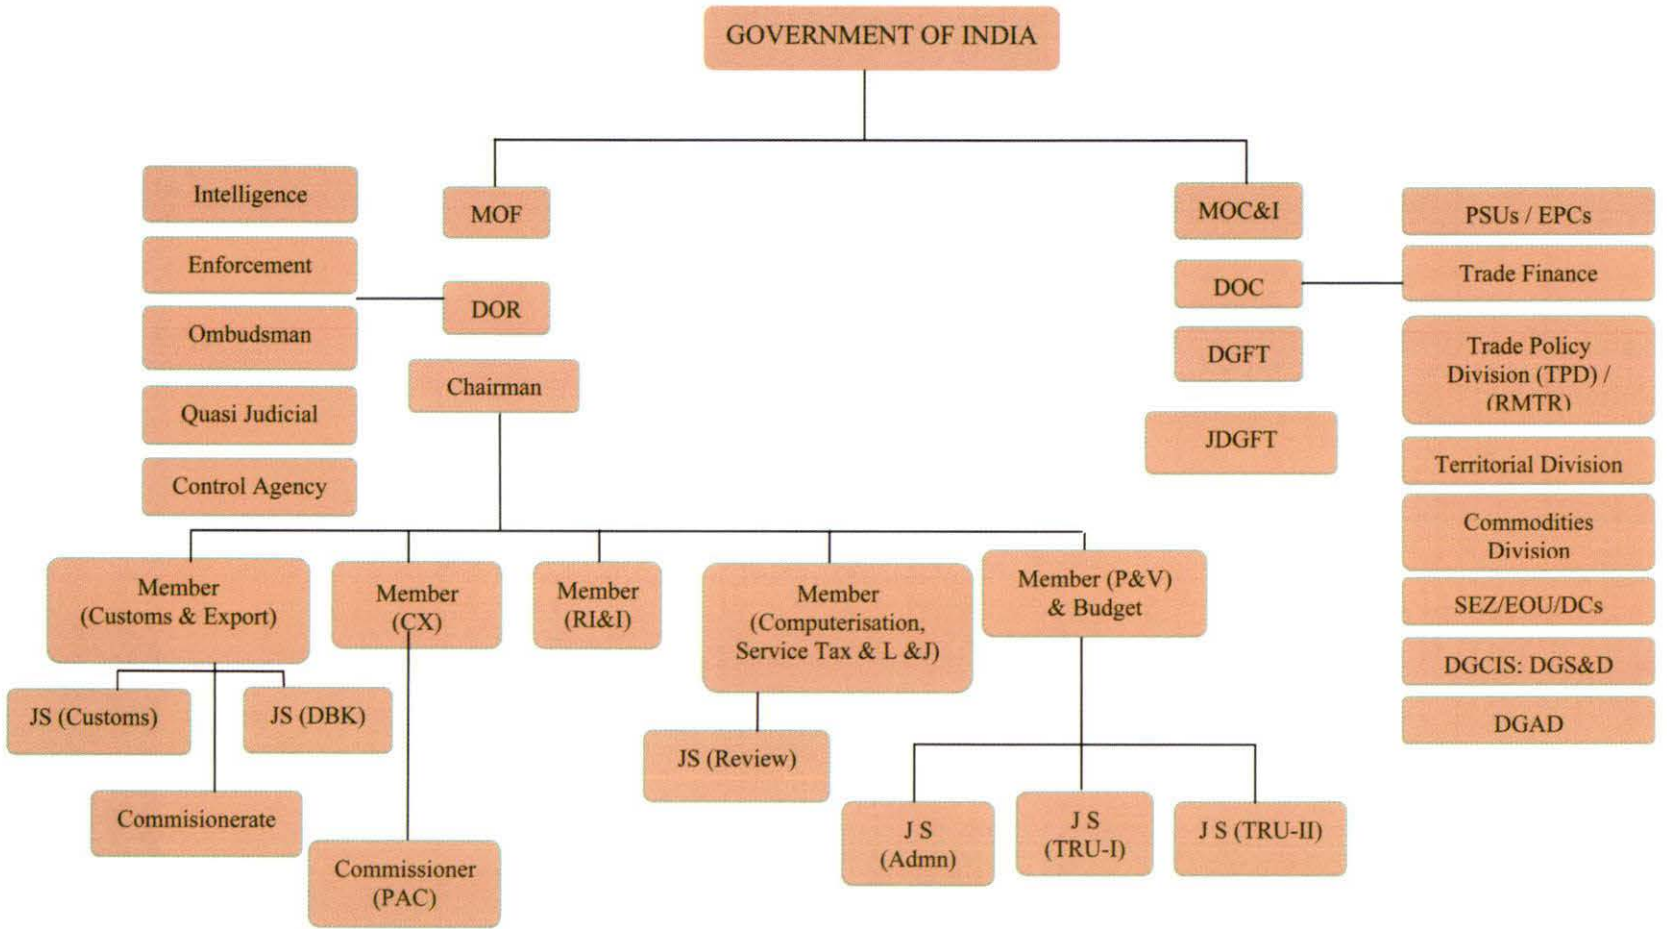 GOVERNMENT OF INDIA
MOF
MOC&I
DOR
DOC
DGFT
JDGFT
Intelligence
Enforcement
Ombudsman
Quasi Judicial
Control Agency
PSUs / EPCs
Trade Finance
Trade Policy
Division (TPD) /
(RMTR)
Territorial Division
Commodities
Division
SEZ/EOU/DCs
DGCIS: DGS&D
DGAD
Chairman
Member
(Customs & Export)
Member
(CX)
Member
(RI&I)
Member
(Computerisation,
Service Tax & L &J)
Member (P&V)
& Budget
JS (Customs)
JS (DBK)
Commisionerate
Commissioner
(PAC)
JS (Review)
J S
(Admn)
J S
(TRU-I)
J S (TRU-II)